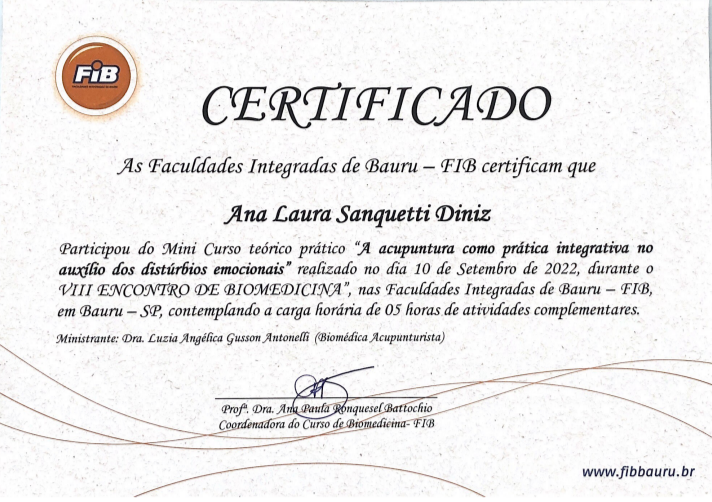 FiB
CERTIFICADO
As Faculdades Integradas de Bauru – FIB certificam que
Ana Laura Sanquetti Diniz
Participou do Mini Curso teórico prático "A acupuntura como prática integrativa no
auxílio dos distúrbios emocionais" realizado no dia 10 de Setembro de 2022, durante o
VIII ENCONTRO DE BIOMEDICINA", nas Faculdades Integradas de Bauru – FIB,
em Bauru – SP, contemplando a carga horária de 05 horas de atividades complementares.
Ministrante: Dra. Luzia Angélica Gusson Antonelli (Biomédica Acupunturista)
Profª. Dra. Ana Paula Ronquesel Battochio
Coordenadora do Curso de Biomedicina- FIB
www.fibbauru.br